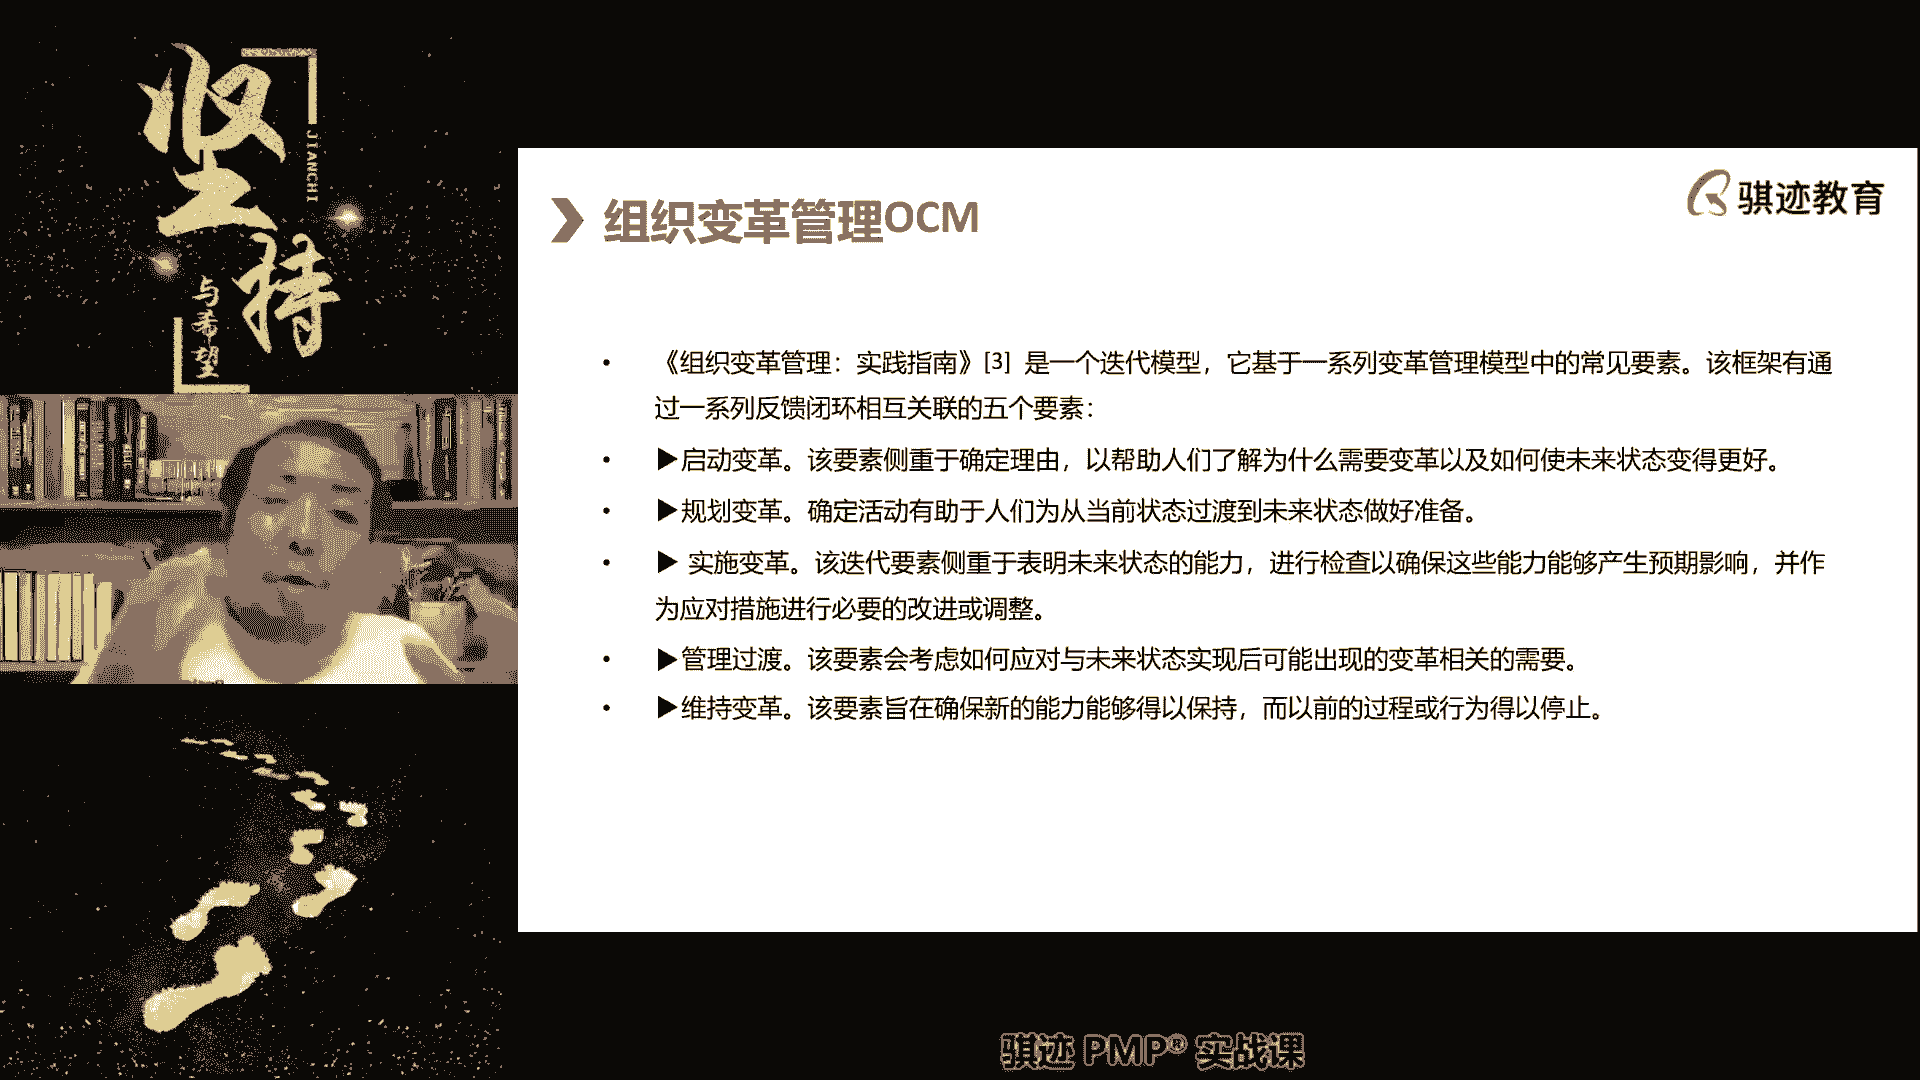 坚持
JIANCHI
与希望
骐迹教育
组织变革管理OCM
• 《组织变革管理：实践指南》[3] 是一个迭代模型，它基于一系列变革管理模型中的常见要素。该框架有通
过一系列反馈闭环相互关联的五个要素：
• ▶启动变革。该要素侧重于确定理由，以帮助人们了解为什么需要变革以及如何使未来状态变得更好。
• ▶规划变革。确定活动有助于人们为从当前状态过渡到未来状态做好准备。
• ▶ 实施变革。该迭代要素侧重于表明未来状态的能力，进行检查以确保这些能力能够产生预期影响，并作
为应对措施进行必要的改进或调整。
• ▶管理过渡。该要素会考虑如何应对与未来状态实现后可能出现的变革相关的需要。
• ▶维持变革。该要素旨在确保新的能力能够得以保持，而以前的过程或行为得以停止。
骐迹 PMP® 实战课